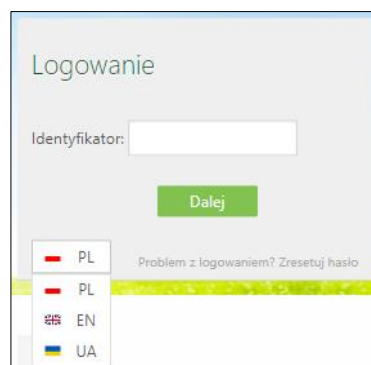 Logowanie
Identyfikator:
Dalej
PL
Problem z logowaniem? Zresetuj hasło
PL
EN
UA